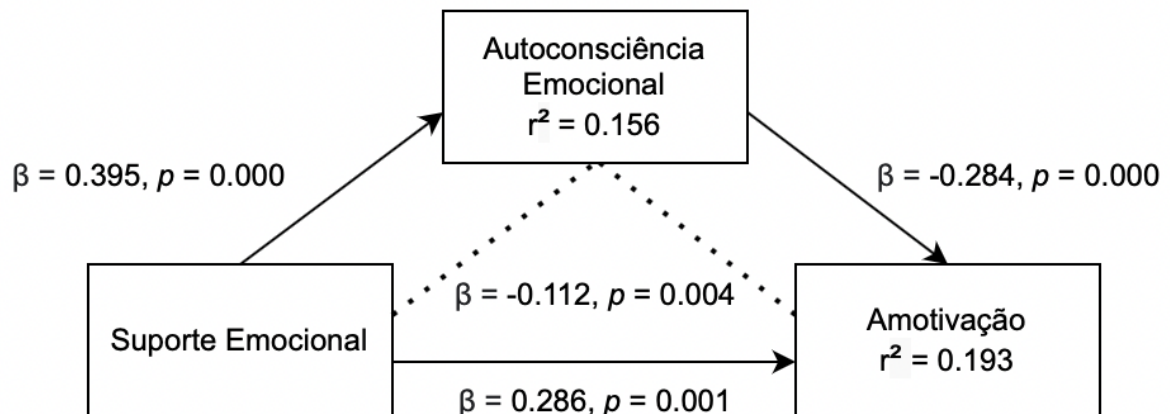 Autoconsciência
Emocional
r² = 0.156
β = 0.395, p = 0.000
β = -0.284, p = 0.000
β = -0.112, p = 0.004
Suporte Emocional
Amotivação
r² = 0.193
β = 0.286, p = 0.001